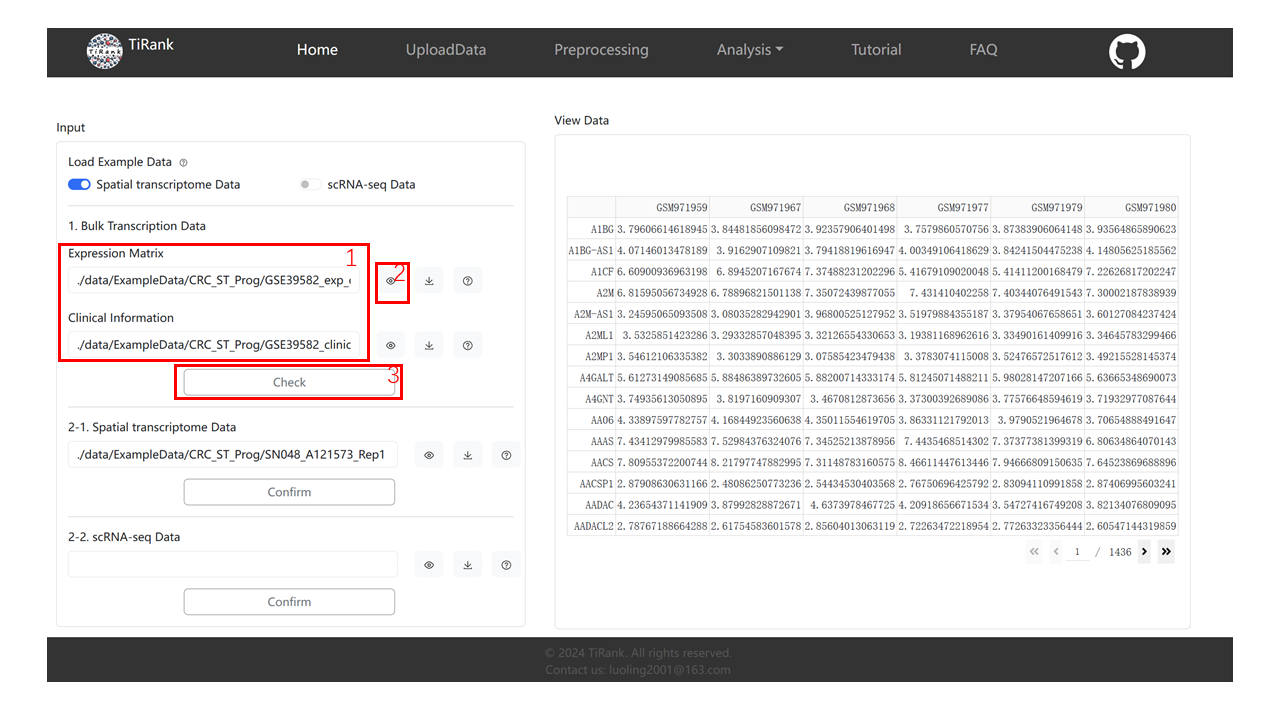 TiRank
Home
UploadData
Preprocessing
Analysis
Tutorial
FAQ
Input
Load Example Data
Spatial transcriptome Data
scRNA-seq Data
1. Bulk Transcription Data
Expression Matrix
1
./data/ExampleData/CRC_ST_Prog/GSE39582_exp_
2
Clinical Information
./data/ExampleData/CRC_ST_Prog/GSE39582_clinic
Check
3
2-1. Spatial transcriptome Data
./data/ExampleData/CRC_ST_Prog/SN048_A121573_Rep1
Confirm
2-2. scRNA-seq Data
Confirm
View Data
GSM971959 GSM971967 GSM971968 GSM971977 GSM971979 GSM971980
A1BG 3.79606614618945 3.84481856098472 3.92357906401498 3.7579860570756 3.87383906064148 3.93564865890623
A1BG-AS1 4.07146013478189 3.9162907109821 3.79418819616947 4.00349106418629 3.84241504475238 4.14805625185562
A1CF 6.60900936963198 6.8945207167674 7.37488231202296 5.41679109020048 5.41411200168479 7.22626817202247
A2M 6.81595056734928 6.78896821501138 7.35072439877055 7.431410402258 7.40344076491543 7.30002187838939
A2M-AS1 3.24595065093508 3.08035282942901 3.96800525127952 3.51979884355187 3.37954067658651 3.60127084237424
A2ML1 3.5325851423286 3.29332857048395 3.32126554330653 3.19381168962616 3.33490161409916 3.34645783299466
A2MP1 3.54612106335382 3.3033890886129 3.07585423479438 3.3783074115008 3.52476572517612 3.49215528145374
A4GALT 5.61273149085685 5.88486389732605 5.88200714333174 5.81245071488211 5.98028147207166 5.63665348690073
A4GNT 3.74935613050895 3.8197160909307 3.4670812873656 3.37300392689086 3.77576648594619 3.71932977087644
AA06 4.33897597782757 4.16844923560638 4.35011554619705 3.86331121792013 3.9790521964678 3.70654888491647
AAAS 7.43412979985583 7.52984376324076 7.34525213878956 7.4435468514302 7.37377381399319 6.80634864070143
AACS 7.80955372200744 8.21797747882995 7.31148783160575 8.46611447613446 7.94666809150635 7.64523869688896
AACSP1 2.87908630631166 2.48086250773236 2.54434530403568 2.76750696425792 2.83094110991858 2.87406995603241
AADAC 4.23654371141909 3.87992828872671 4.6373978467725 4.20918656671534 3.54727416749208 3.82134076809095
AADACL2 2.78767188664288 2.61754583601578 2.85604013063119 2.72263472218954 2.77263323356444 2.60547144319859
1 / 1436
© 2024 TiRank. All rights reserved.
Contact us: luoling2001@163.com